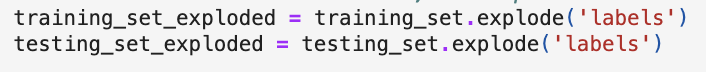 training_set_exploded = training_set.explode('labels')
testing_set_exploded = testing_set.explode('labels')